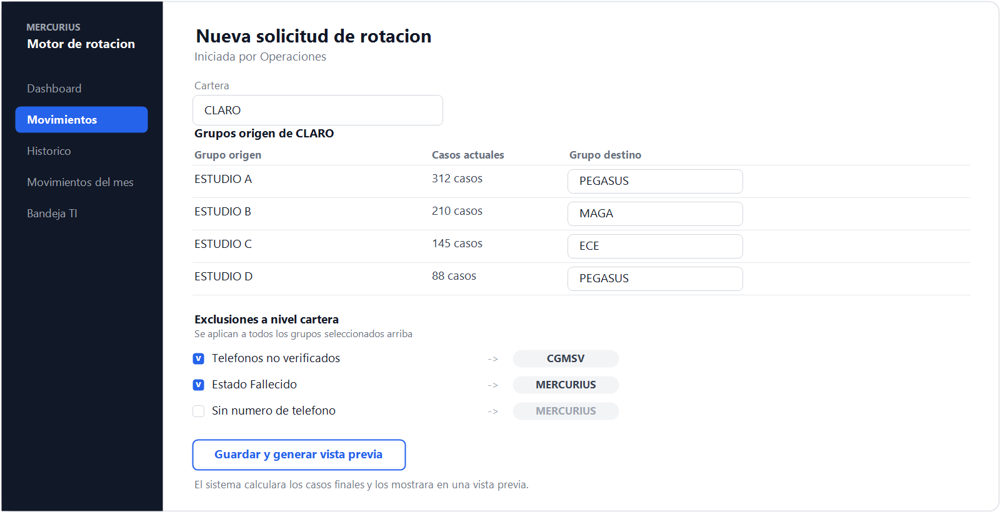 MERCURIUS
Motor de rotacion
Dashboard
Movimientos
Historico
Movimientos del mes
Bandeja TI
Nueva solicitud de rotacion
Iniciada por Operaciones
Cartera
CLARO
Grupos origen de CLARO
Grupo origen Casos actuales Grupo destino
ESTUDIO A 312 casos PEGASUS
ESTUDIO B 210 casos MAGA
ESTUDIO C 145 casos ECE
ESTUDIO D 88 casos PEGASUS
Exclusiones a nivel cartera
Se aplican a todos los grupos seleccionados arriba
v Telefonos no verificados -> CGMSV
v Estado Fallecido -> MERCURIUS
Sin numero de telefono -> MERCURIUS
Guardar y generar vista previa
El sistema calculara los casos finales y los mostrara en una vista previa.